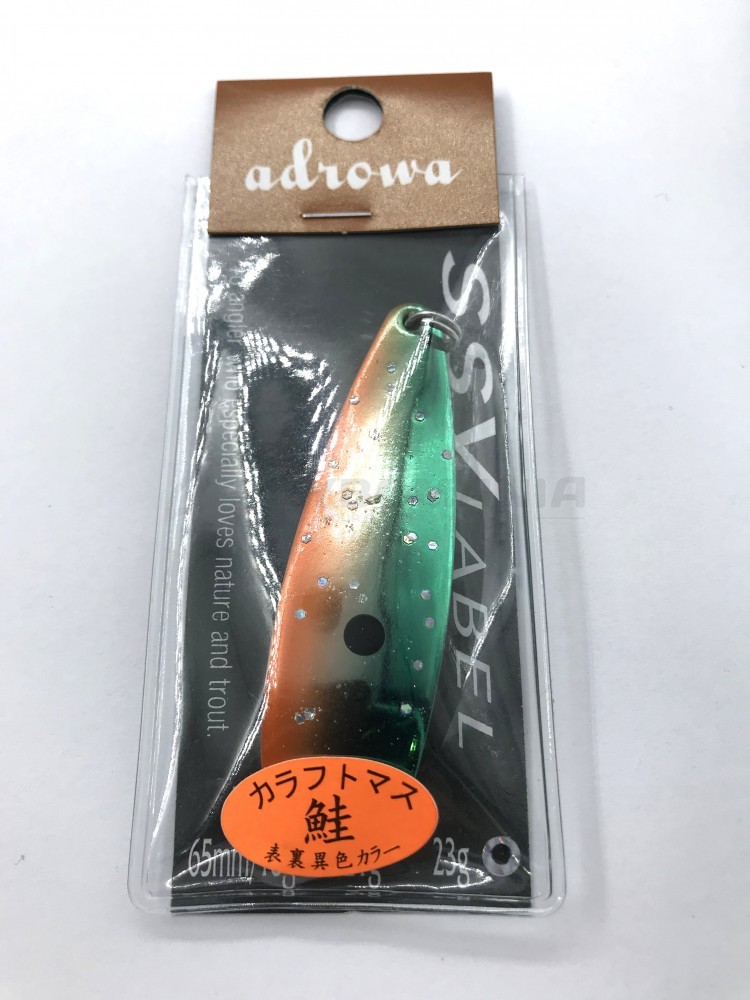 adrowa
SSVIABEL
angler who especially loves nature and trout.
カラフトマス
鮭
表裏異色カラー
65mm/
23g